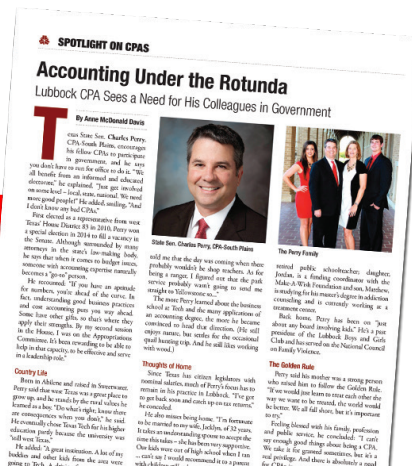 SPOTLIGHT ON CPAS
Accounting Under the Rotunda
Lubbock CPA Sees a Need for His Colleagues in Government
By Anne McDonald Davis
Texas State Sen. Charles Perry,
CPA-South Plains, encourages
his fellow CPAs to participate
in government, and he says
you don't have to run for office to do it. "We
all benefit from an informed and educated
electorate," he explained. "Just get involved
on some level – local, state, national. We need
more good people!" He added, smiling, "And
I don't know any bad CPAs."
First elected as a representative from west
Texas' House District 83 in 2010, Perry won
a special election in 2014 to fill a vacancy in
the Senate. Although surrounded by many
attorneys in the state's law-making body,
he says that when it comes to budget issues,
someone with accounting expertise naturally
becomes a "go-to" person.
He recounted: "If you have an aptitude
for numbers, you're ahead of the curve. In
fact, understanding good business practices
and cost accounting puts you way ahead.
Some have other gifts, so that's where they
apply their strengths. By my second session
in the House, I was on the Appropriations
Committee. It's been rewarding to be able to
help in that capacity, to be effective and serve
in a leadership role."
Country Life
Born in Abilene and raised in Sweetwater,
Perry said that west Texas was a great place to
grow up, and he stands by the rural values he
learned as a boy. "Do what's right, know there
are consequences when you don't," he said.
He eventually chose Texas Tech for his higher
education partly because the university was
"still west Texas."
He added: "A great institution. A lot of my
buddies and other kids from the area were
State Sen. Charles Perry, CPA-South Plains
told me that the day was coming when there
probably wouldn't be shop teachers. As for
being a ranger, I figured out that the park
service probably wasn't going to send me
straight to Yellowstone so..."
The more Perry learned about the business
school at Tech and the many applications of
an accounting degree, the more he became
convinced to head that direction. (He still
enjoys nature, but settles for the occasional
quail hunting trip. And he still likes working
with wood.)
Thoughts of Home
Since Texas has citizen legislators with
nominal salaries, much of Perry's focus has to
remain in his practice in Lubbock. "I've got
to get back soon and catch up on tax returns,"
he conceded.
He also misses being home. "I'm fortunate
to be married to my wife, Jacklyn, of 32 years.
It takes an understanding spouse to accept the
time this takes – she has been very supportive.
Our kids were out of high school when I ran
– can't say I would recommend it to a parent
The Perry Family
retired public schoolteacher; daughter,
Jordan, is a funding coordinator with the
Make-A-Wish Foundation and son, Matthew,
is studying for his master's degree in addiction
counseling and is currently working at a
treatment center.
Back home, Perry has been on "just
about any board involving kids." He's a past
president of the Lubbock Boys and Girls
Club and has served on the National Council
on Family Violence.
The Golden Rule
Perry said his mother was a strong person
who raised him to follow the Golden Rule.
"If we would just learn to treat each other the
way we want to be treated, the world would
be better. We all fall short, but it's important
to try."
Feeling blessed with his family, profession
and public service, he concluded: "I can't
say enough good things about being a CPA.
We take it for granted sometimes, but it's a
real privilege. And there is absolutely a need